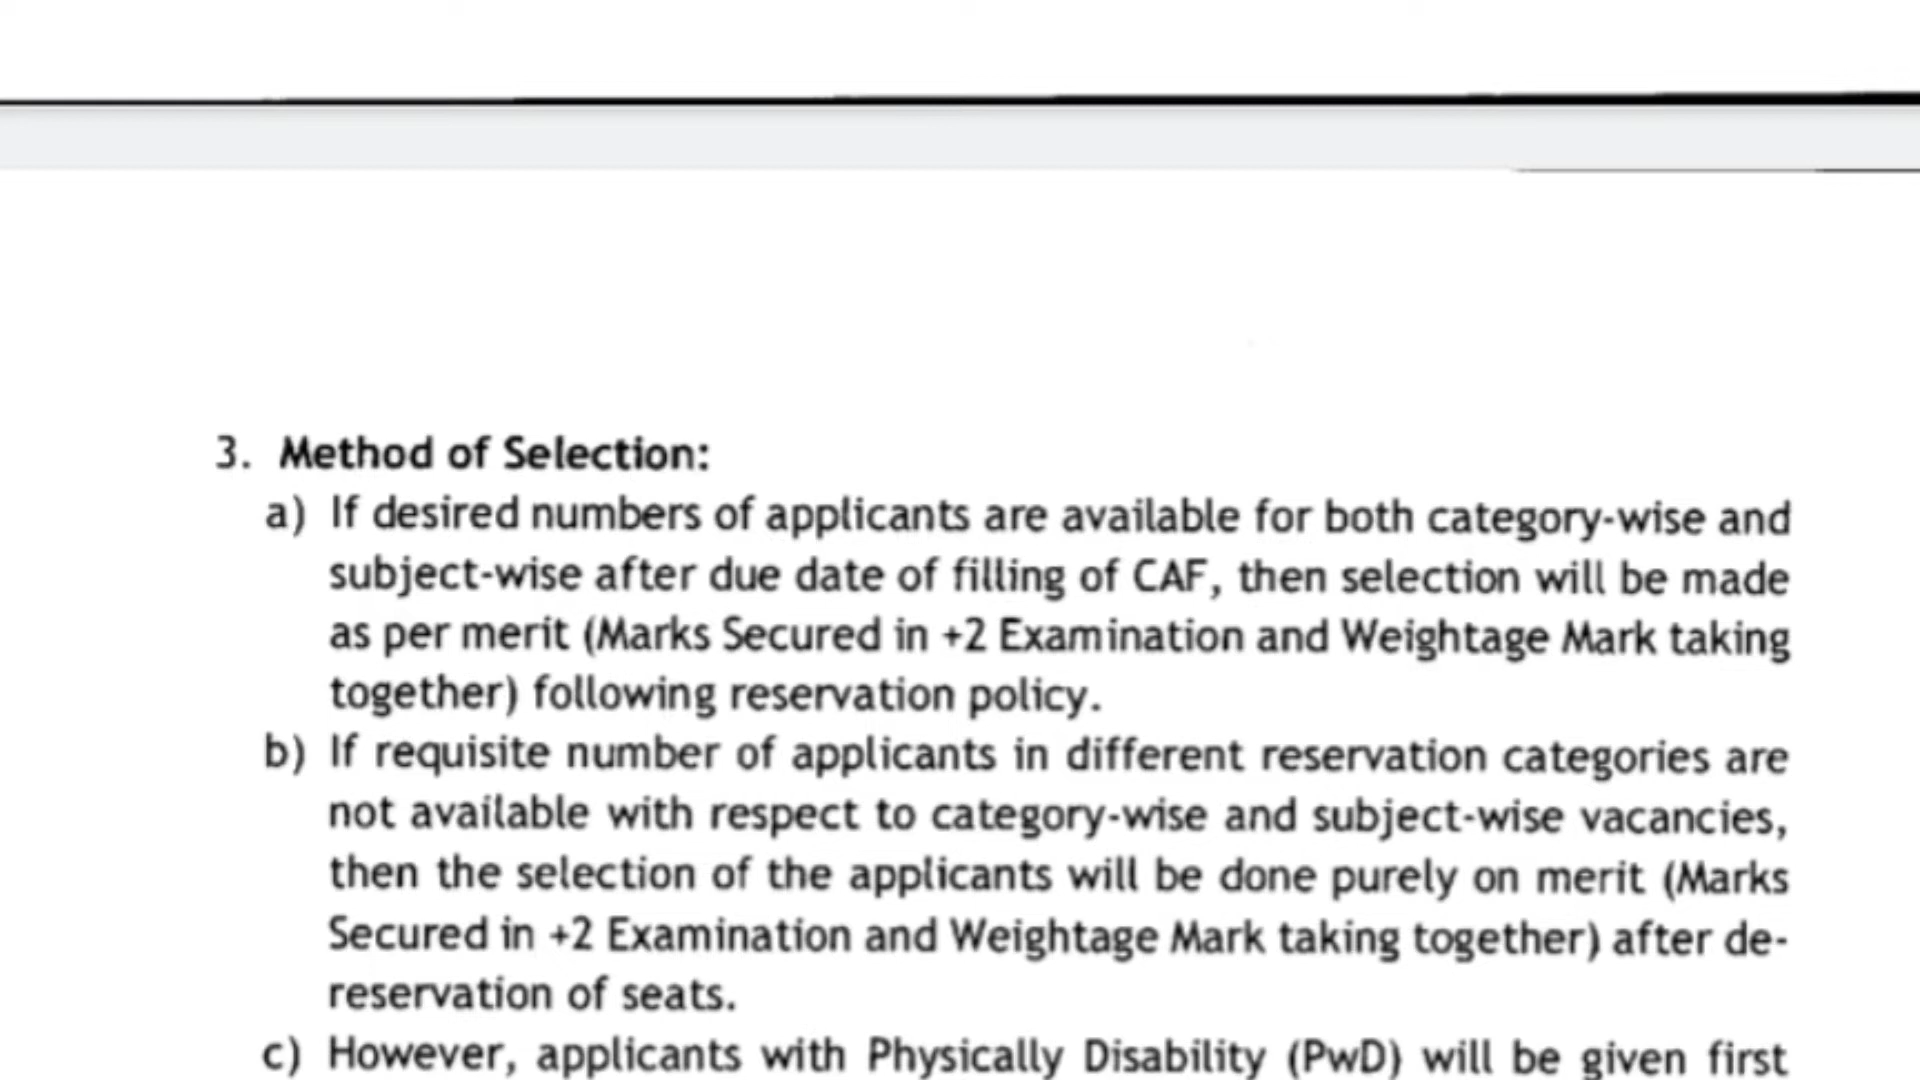 3. Method of Selection:
a) If desired numbers of applicants are available for both category-wise and
subject-wise after due date of filling of CAF, then selection will be made
as per merit (Marks Secured in +2 Examination and Weightage Mark taking
together) following reservation policy.
b) If requisite number of applicants in different reservation categories are
not available with respect to category-wise and subject-wise vacancies,
then the selection of the applicants will be done purely on merit (Marks
Secured in +2 Examination and Weightage Mark taking together) after de-
reservation of seats.
c) However, applicants with Physically Disability (PwD) will be given first